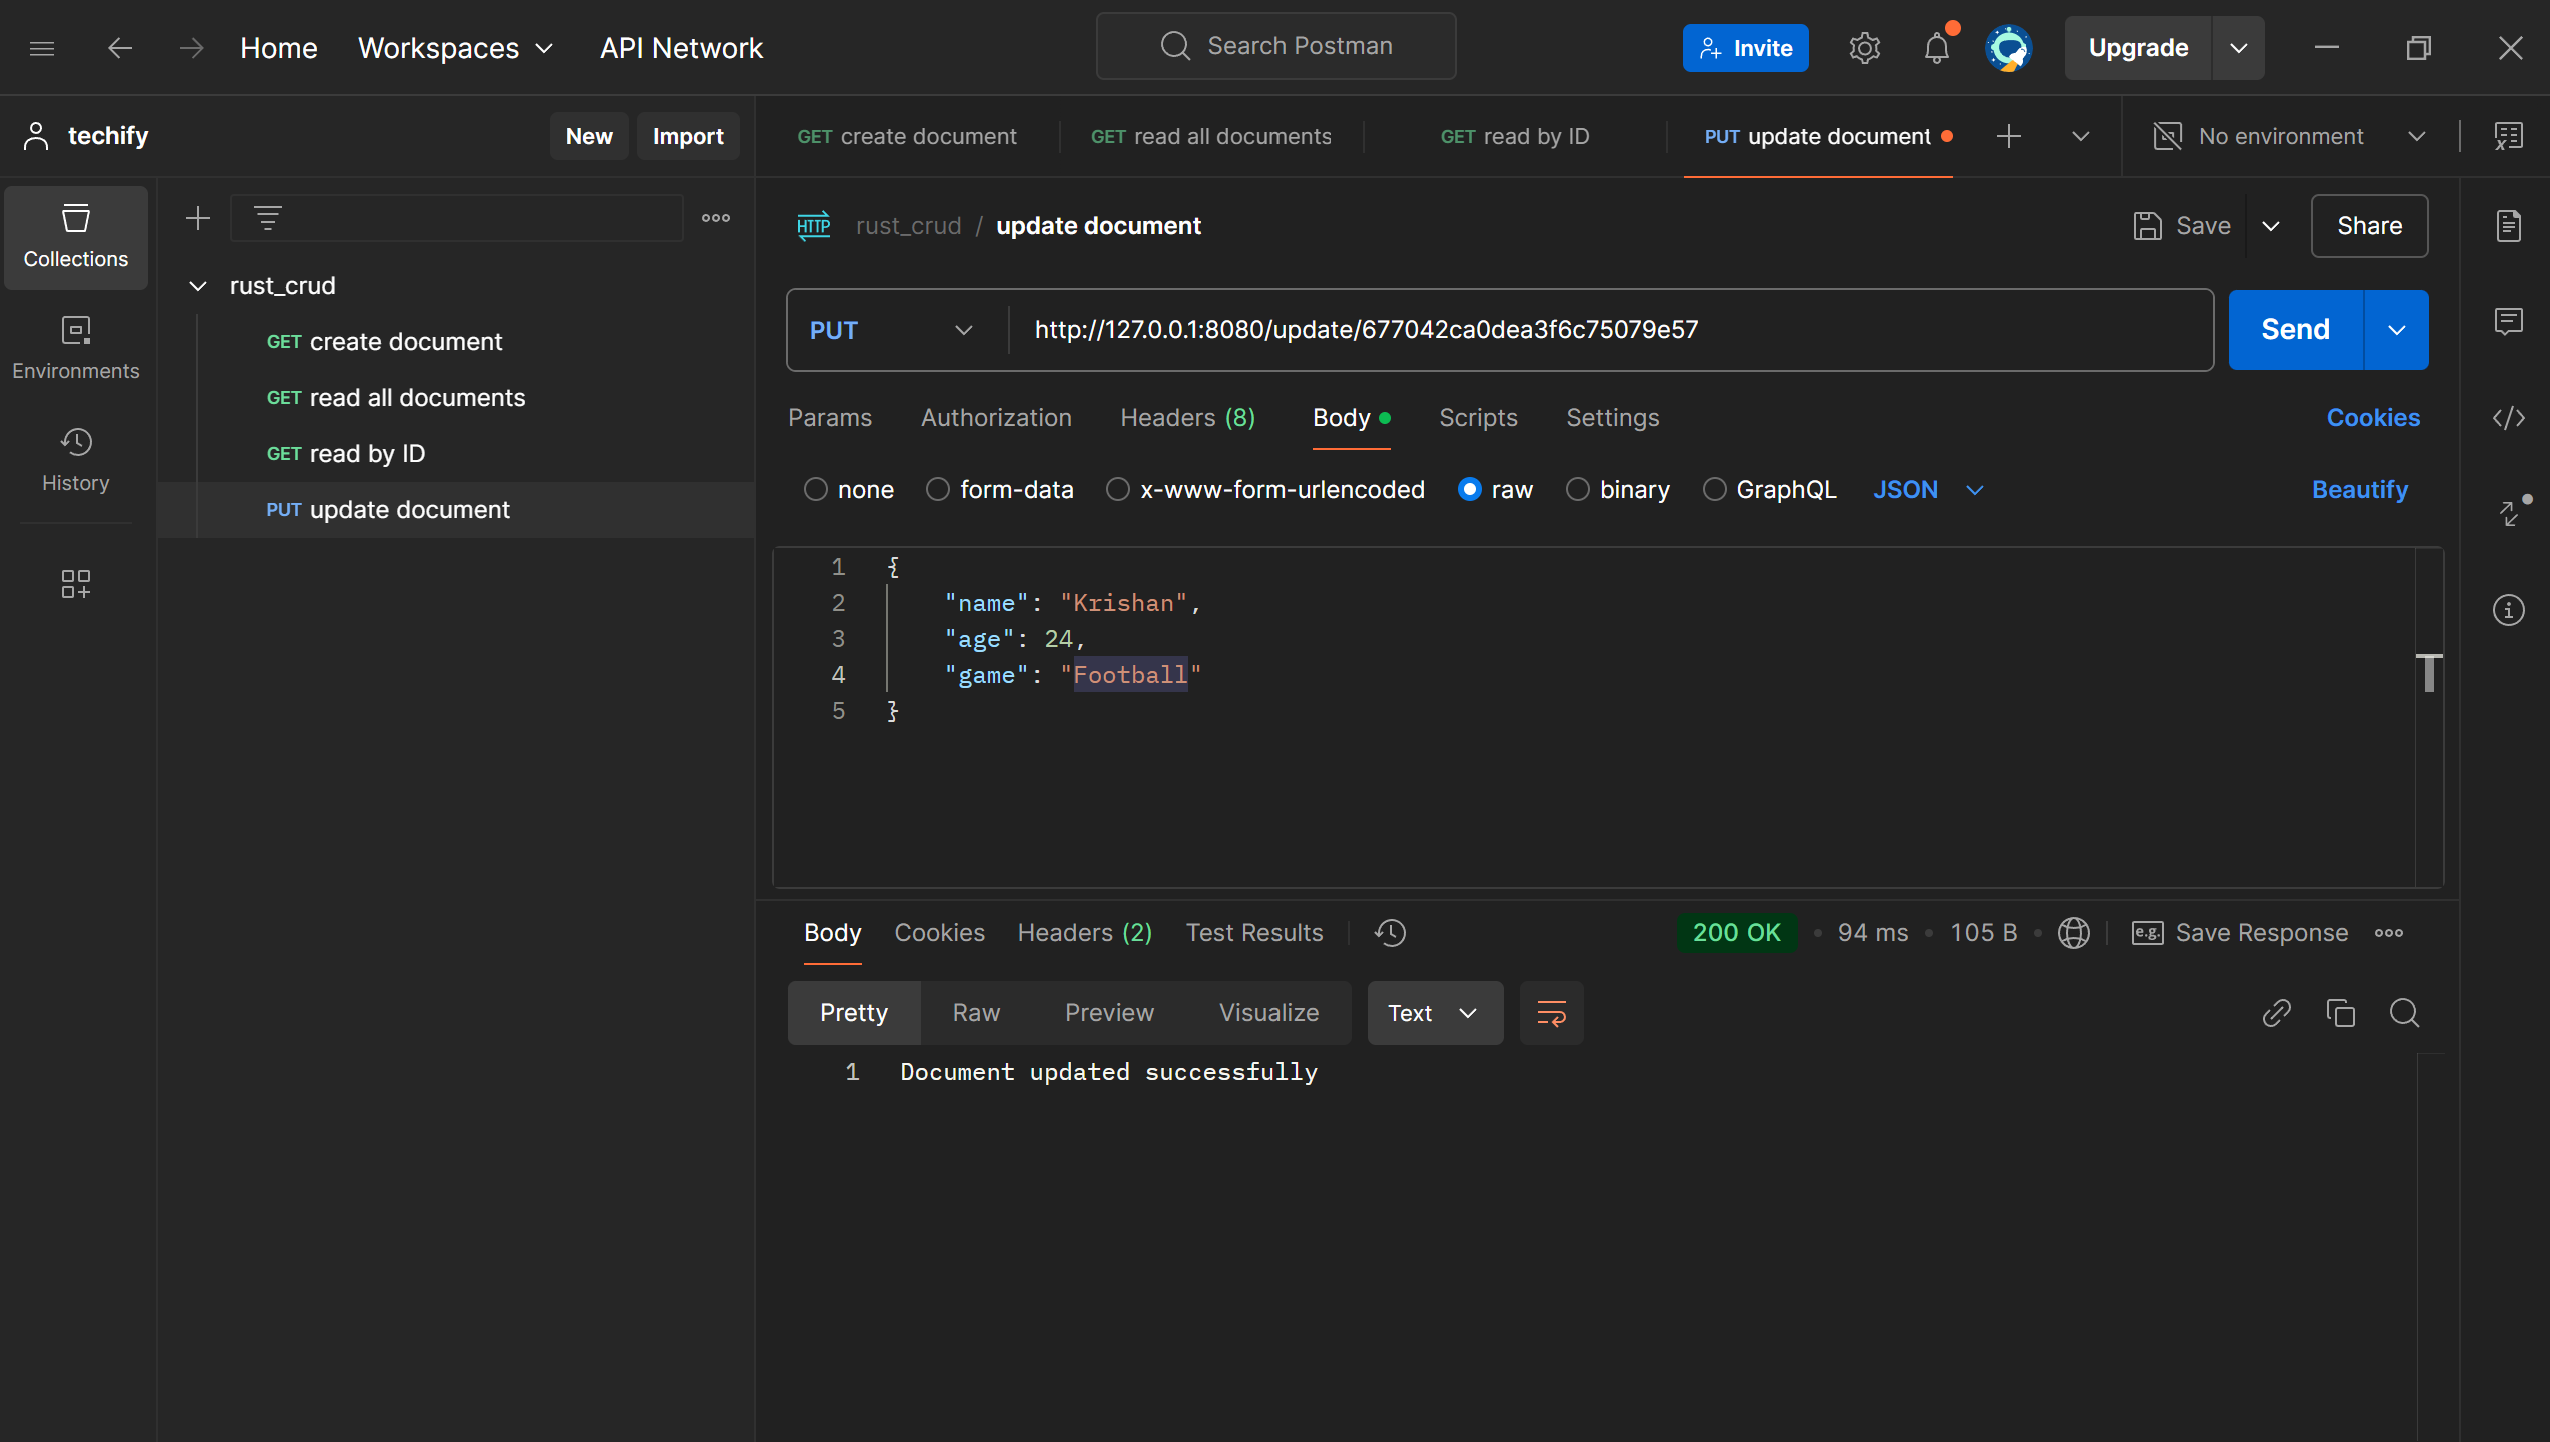 Home Workspaces API Network Search Postman Invite Upgrade
techify New Import GET create document GET read all documents GET read by ID PUT update document No environment
Collections
Environments
History
rust_crud
GET create document
GET read all documents
GET read by ID
PUT update document
HTTP rust_crud / update document Save Share
PUT http://127.0.0.1:8080/update/677042ca0dea3f6c75079e57 Send
Params Authorization Headers (8) Body Scripts Settings Cookies
none form-data x-www-form-urlencoded raw binary GraphQL JSON Beautify
1 {
2 "name": "Krishan",
3 "age": 24,
4 "game": "Football"
5 }
Body Cookies Headers (2) Test Results 200 OK • 94 ms • 105 B • e.g. Save Response
Pretty Raw Preview Visualize Text
1 Document updated successfully